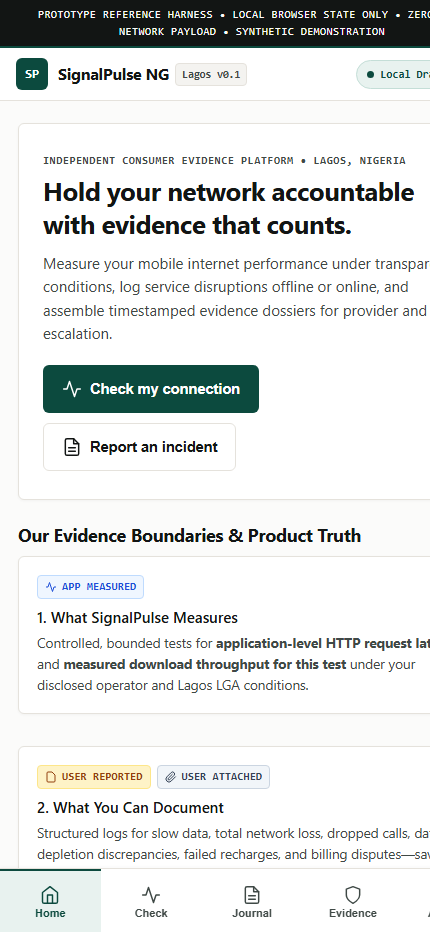 PROTOTYPE REFERENCE HARNESS • LOCAL BROWSER STATE ONLY • ZERO
NETWORK PAYLOAD • SYNTHETIC DEMONSTRATION
SP
SignalPulse NG
Lagos v0.1
Local Dra
INDEPENDENT CONSUMER EVIDENCE PLATFORM • LAGOS, NIGERIA
Hold your network accountable
with evidence that counts.
Measure your mobile internet performance under transpar
conditions, log service disruptions offline or online, and
assemble timestamped evidence dossiers for provider and
escalation.
Check my connection
Report an incident
Our Evidence Boundaries & Product Truth
APP MEASURED
1. What SignalPulse Measures
Controlled, bounded tests for application-level HTTP request lat
and measured download throughput for this test under your
disclosed operator and Lagos LGA conditions.
USER REPORTED
USER ATTACHED
2. What You Can Document
Structured logs for slow data, total network loss, dropped calls, da
depletion discrepancies, failed recharges, and billing disputes—sav
Home
Check
Journal
Evidence